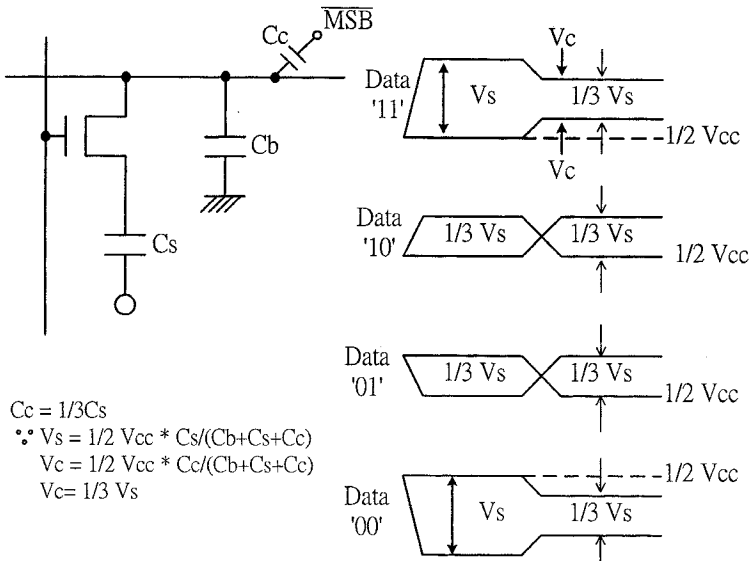 MSB
Cc
Cb
Cs
Cc = 1/3Cs
∵ Vs = 1/2 Vcc * Cs/(Cb+Cs+Cc)
Vc = 1/2 Vcc * Cc/(Cb+Cs+Cc)
Vc= 1/3 Vs
Data '11'
Vs
Vc
1/3 Vs
1/2 Vcc
Vc
Data '10'
1/3 Vs
1/3 Vs
1/2 Vcc
Data '01'
1/3 Vs
1/3 Vs
1/2 Vcc
Data '00'
Vs
1/2 Vcc
1/3 Vs